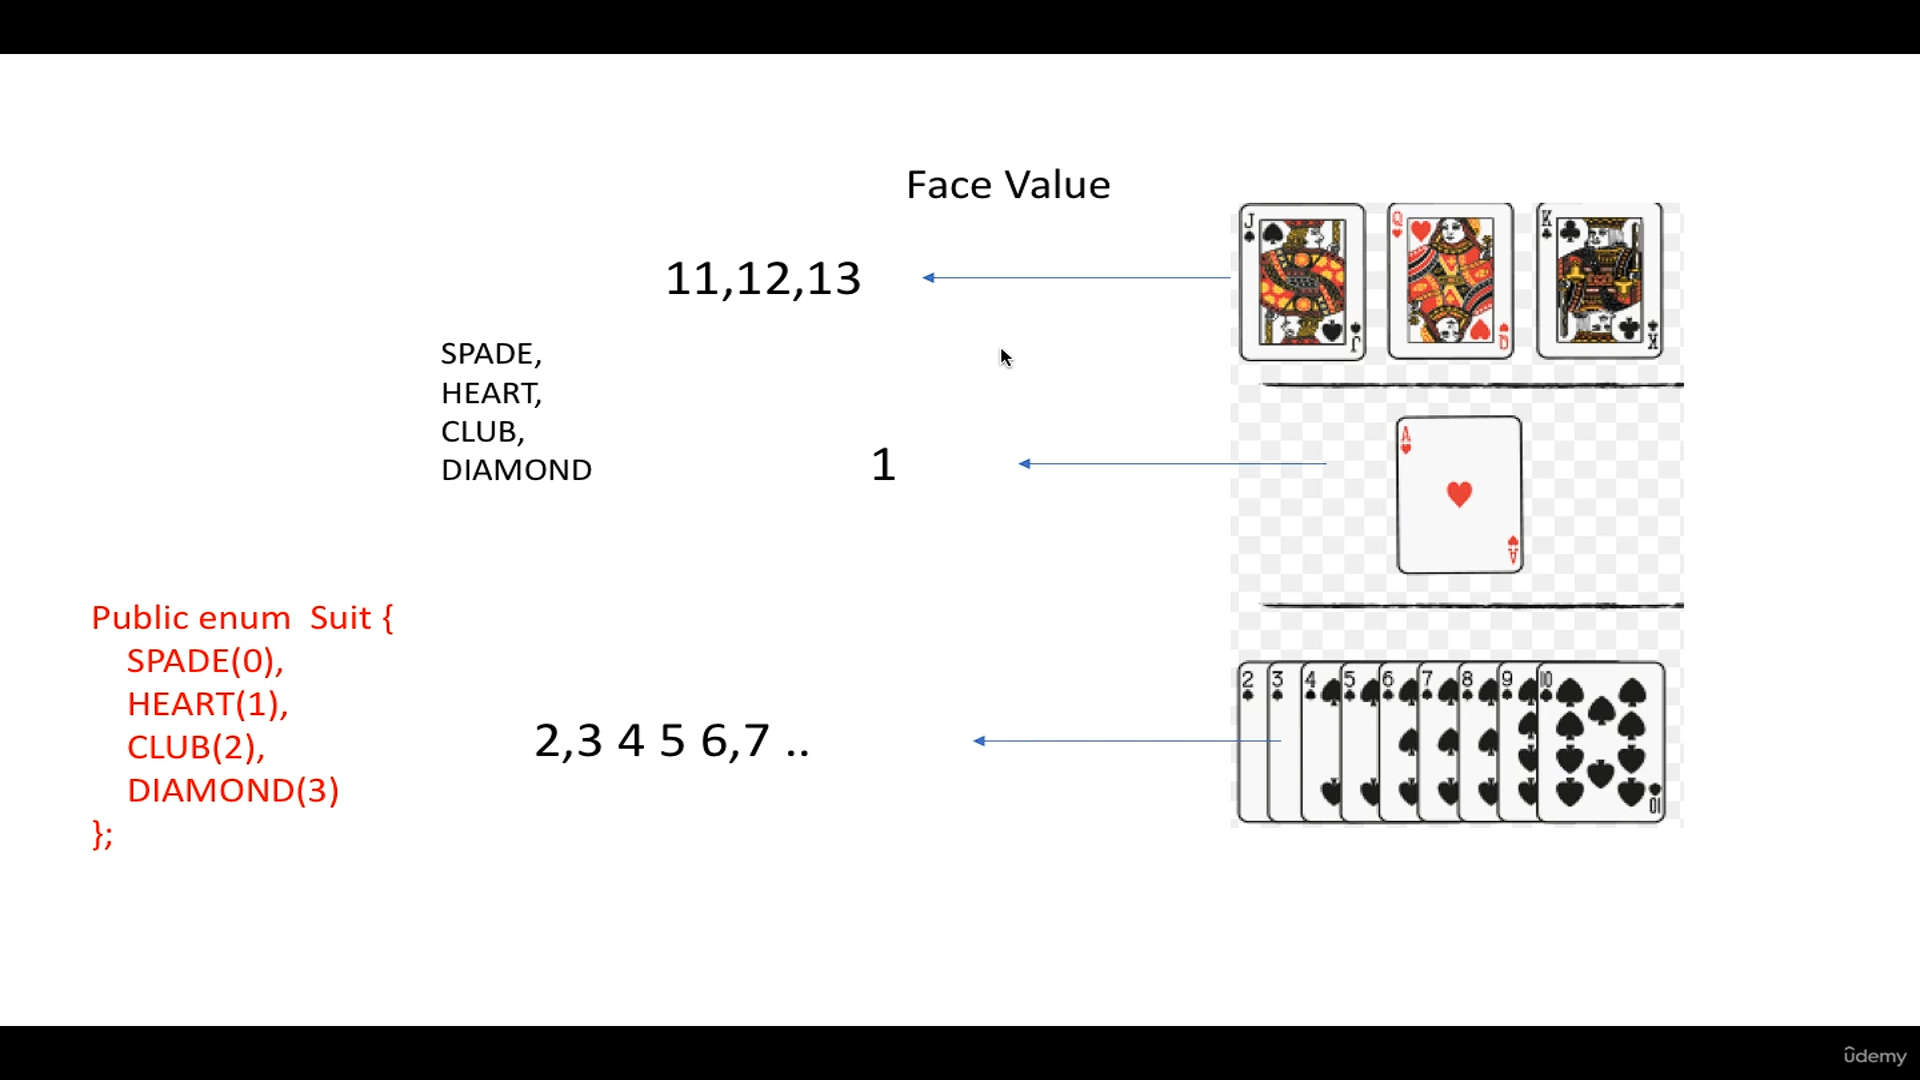 Face Value
J
J
Q
Q
K
K
11,12,13
SPADE,
HEART,
CLUB,
DIAMOND
1
A
A
Public enum Suit {
SPADE(0),
HEART(1),
CLUB(2),
DIAMOND(3)
};
2,3 4 5 6,7 ..
2 3 4 5 6 7 8 9 10
10
ûdemy